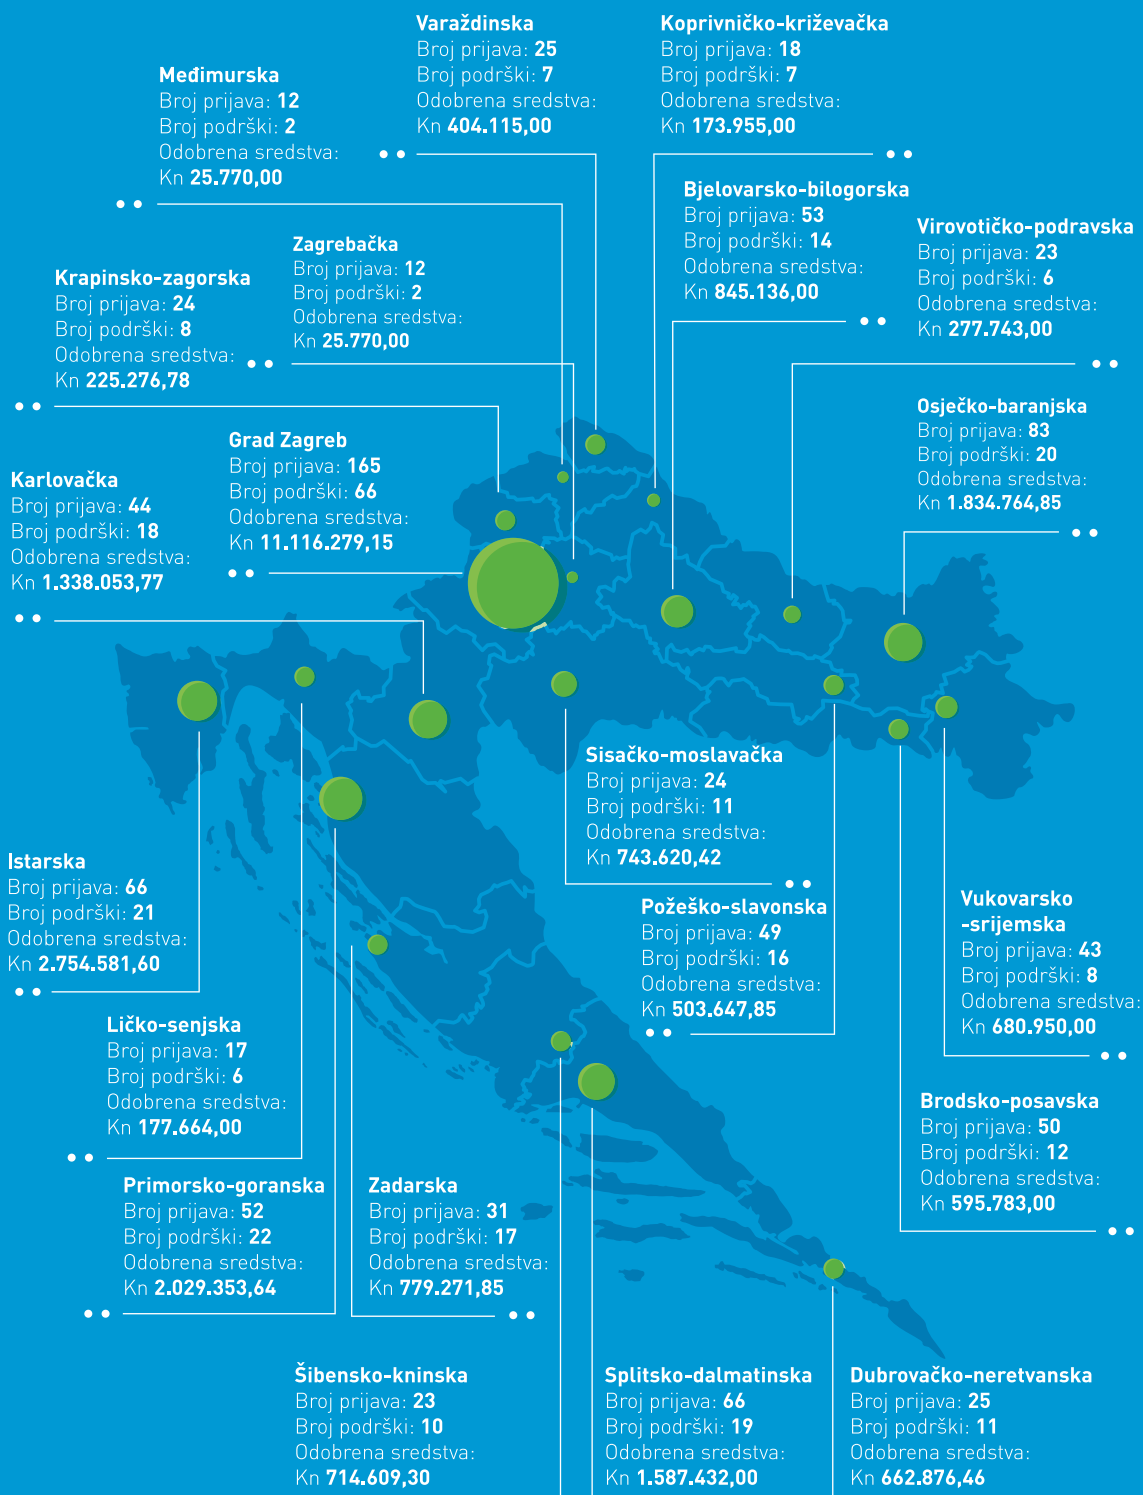 Varaždinska
Broj prijava: 25
Broj podrški: 7
Odobrena sredstva:
Kn 404.115,00
Koprivničko-križevačka
Broj prijava: 18
Broj podrški: 7
Odobrena sredstva:
Kn 173.955,00
Međimurska
Broj prijava: 12
Broj podrški: 2
Odobrena sredstva:
Kn 25.770,00
Bjelovarsko-bilogorska
Broj prijava: 53
Broj podrški: 14
Odobrena sredstva:
Kn 845.136,00
Virovotičko-podravska
Broj prijava: 23
Broj podrški: 6
Odobrena sredstva:
Kn 277.743,00
Zagrebačka
Broj prijava: 12
Broj podrški: 2
Odobrena sredstva:
Kn 25.770,00
Krapinsko-zagorska
Broj prijava: 24
Broj podrški: 8
Odobrena sredstva:
Kn 225.276,78
Osječko-baranjska
Broj prijava: 83
Broj podrški: 20
Odobrena sredstva:
Kn 1.834.764,85
Grad Zagreb
Broj prijava: 165
Broj podrški: 66
Odobrena sredstva:
Kn 11.116.279,15
Karlovačka
Broj prijava: 44
Broj podrški: 18
Odobrena sredstva:
Kn 1.338.053,77
Sisačko-moslavačka
Broj prijava: 24
Broj podrški: 11
Odobrena sredstva:
Kn 743.620,42
Istarska
Broj prijava: 66
Broj podrški: 21
Odobrena sredstva:
Kn 2.754.581,60
Požeško-slavonska
Broj prijava: 49
Broj podrški: 16
Odobrena sredstva:
Kn 503.647,85
Vukovarsko
-srijemska
Broj prijava: 43
Broj podrški: 8
Odobrena sredstva:
Kn 680.950,00
Ličko-senjska
Broj prijava: 17
Broj podrški: 6
Odobrena sredstva:
Kn 177.664,00
Brodsko-posavska
Broj prijava: 50
Broj podrški: 12
Odobrena sredstva:
Kn 595.783,00
Primorsko-goranska
Broj prijava: 52
Broj podrški: 22
Odobrena sredstva:
Kn 2.029.353,64
Zadarska
Broj prijava: 31
Broj podrški: 17
Odobrena sredstva:
Kn 779.271,85
Šibensko-kninska
Broj prijava: 23
Broj podrški: 10
Odobrena sredstva:
Kn 714.609,30
Splitsko-dalmatinska
Broj prijava: 66
Broj podrški: 19
Odobrena sredstva:
Kn 1.587.432,00
Dubrovačko-neretvanska
Broj prijava: 25
Broj podrški: 11
Odobrena sredstva:
Kn 662.876,46